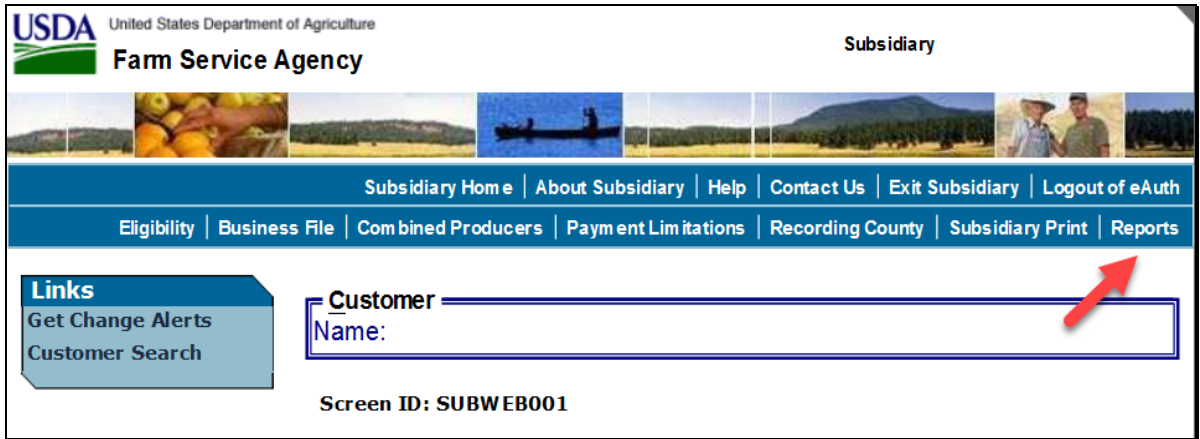 USDA United States Department of Agriculture
Farm Service Agency
Subsidiary
Subsidiary Home | About Subsidiary | Help | Contact Us | Exit Subsidiary | Logout of eAuth
Eligibility | Business File | Combined Producers | Payment Limitations | Recording County | Subsidiary Print | Reports
Links
Get Change Alerts
Customer Search
Customer
Name:
Screen ID: SUBWEB001